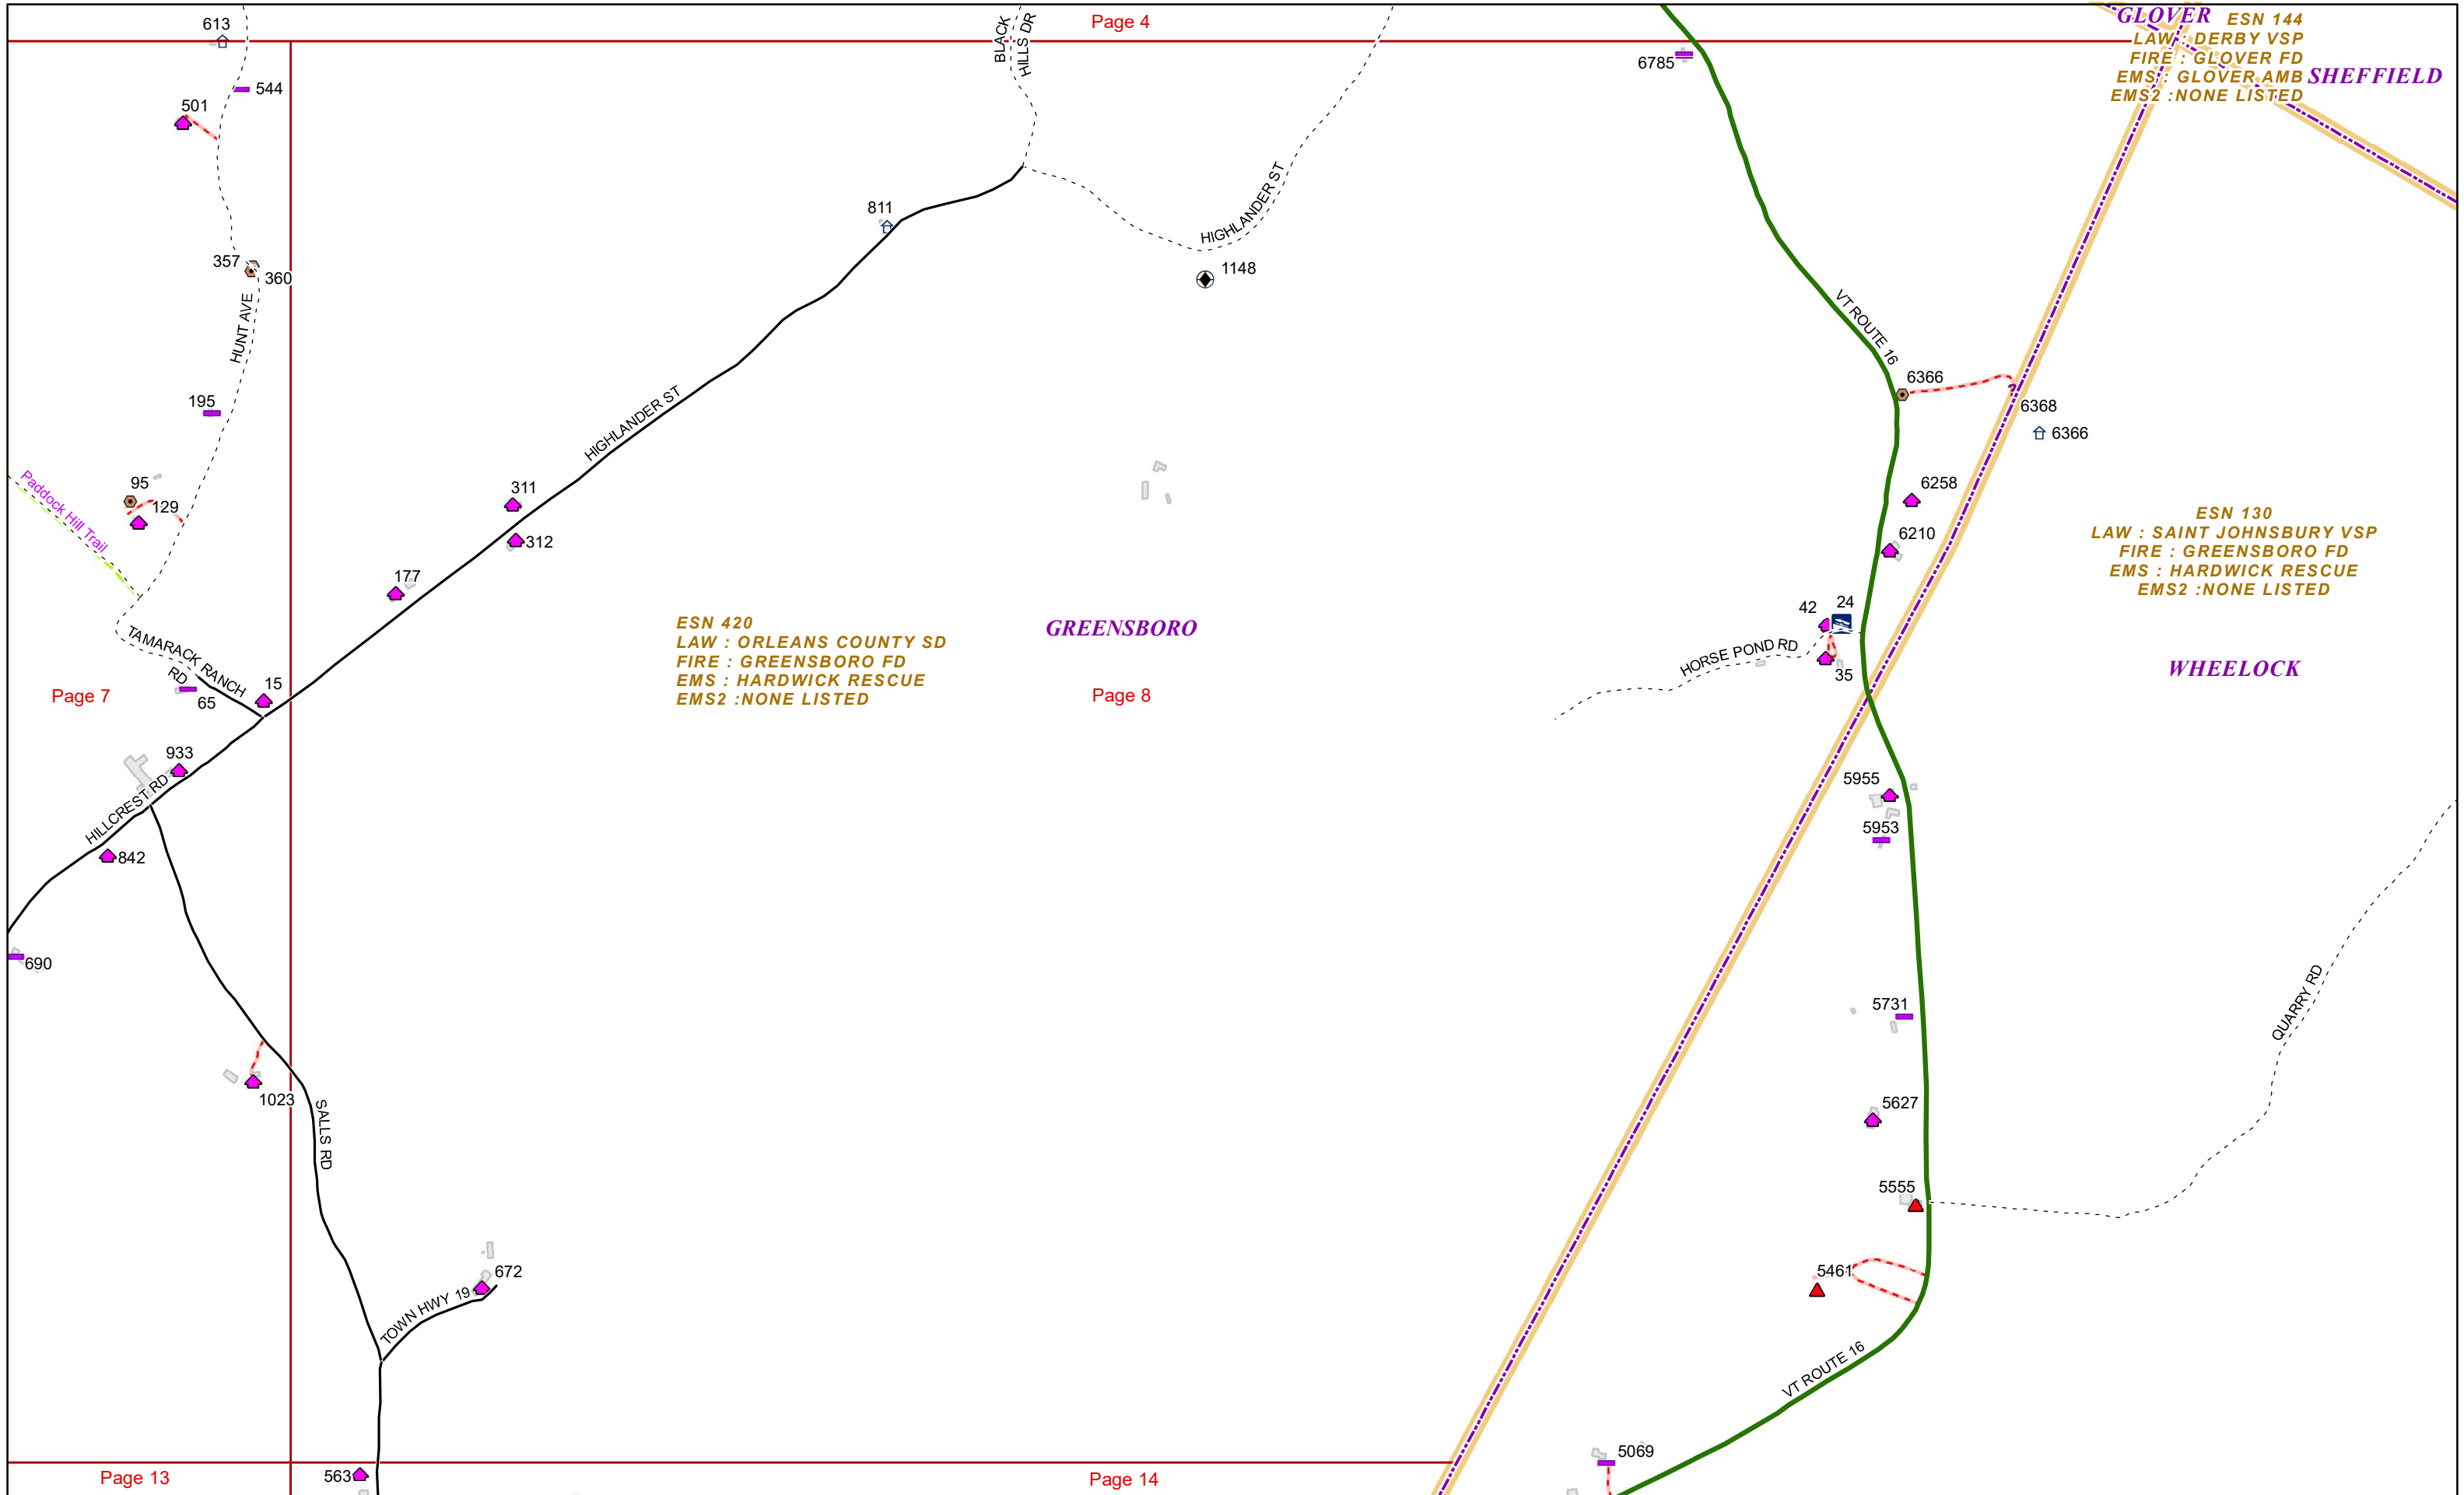 Page 4
613
BLACK
HILLS DR
GLOVER
ESN 144
LAW : DERBY VSP
FIRE : GLOVER FD
EMS : GLOVER AMB
EMS2 :NONE LISTED
SHEFFIELD
6785
544
501
811
HIGHLANDER ST
357
360
1148
HUNT AVE
VT ROUTE 16
6366
6368
6366
195
HIGHLANDER ST
95
129
Paddock Hill Trail
311
312
177
6258
6210
ESN 130
LAW : SAINT JOHNSBURY VSP
FIRE : GREENSBORO FD
EMS : HARDWICK RESCUE
EMS2 :NONE LISTED
42
24
35
HORSE POND RD
ESN 420
LAW : ORLEANS COUNTY SD
FIRE : GREENSBORO FD
EMS : HARDWICK RESCUE
EMS2 :NONE LISTED
GREENSBORO
WHEELOCK
TAMARACK RANCH
RD
65
15
Page 7
Page 8
933
HILLCREST RD
842
5955
5953
690
5731
QUARRY RD
1023
SALLS RD
5627
5555
672
TOWN HWY 19
5461
VT ROUTE 16
5069
563
Page 13
Page 14